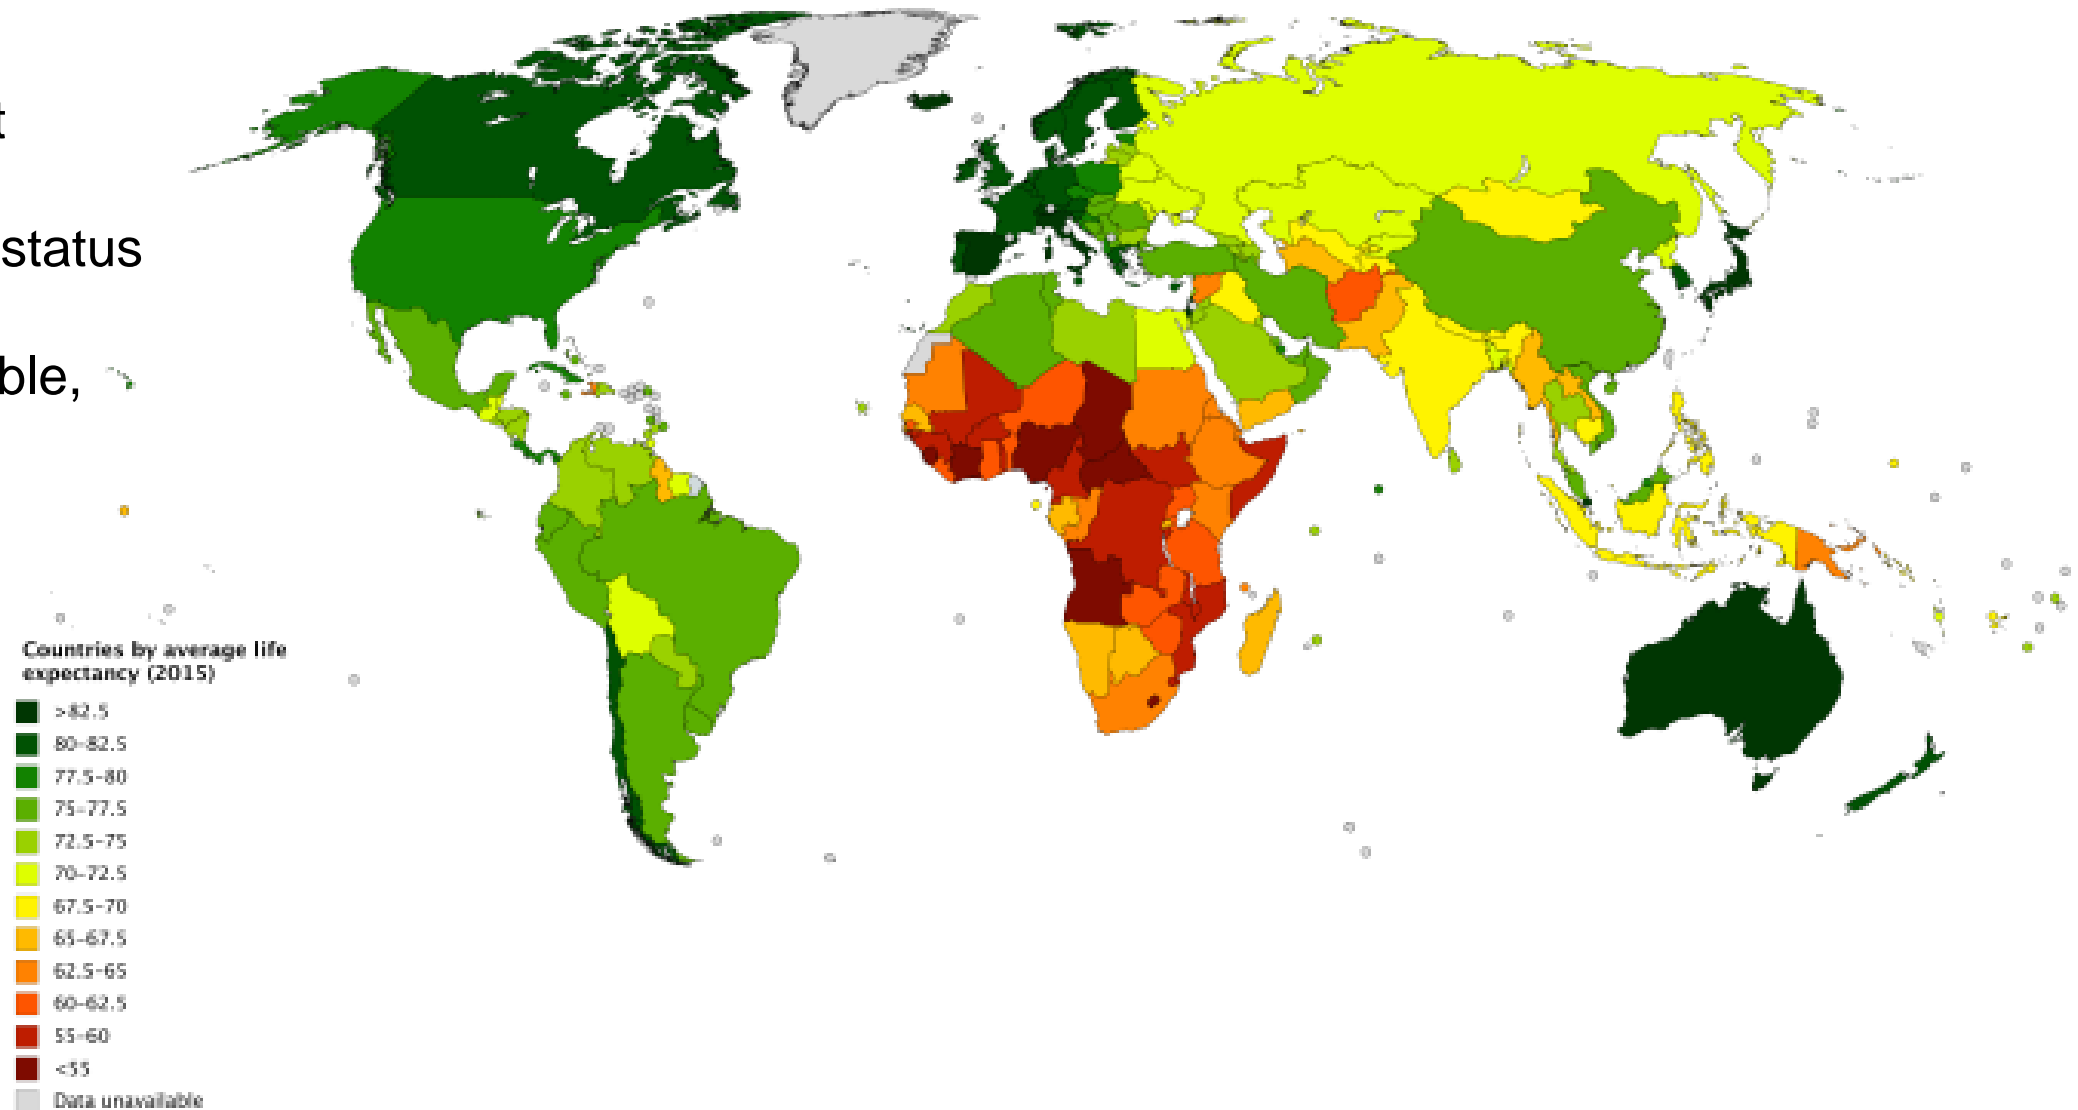 t
status
ble,
Countries by average life
expectancy (2015)
>82.5
80-82.5
77.5-80
75-77.5
72.5-75
70-72.5
67.5-70
65-67.5
62.5-65
60-62.5
55-60
<55
Data unavailable